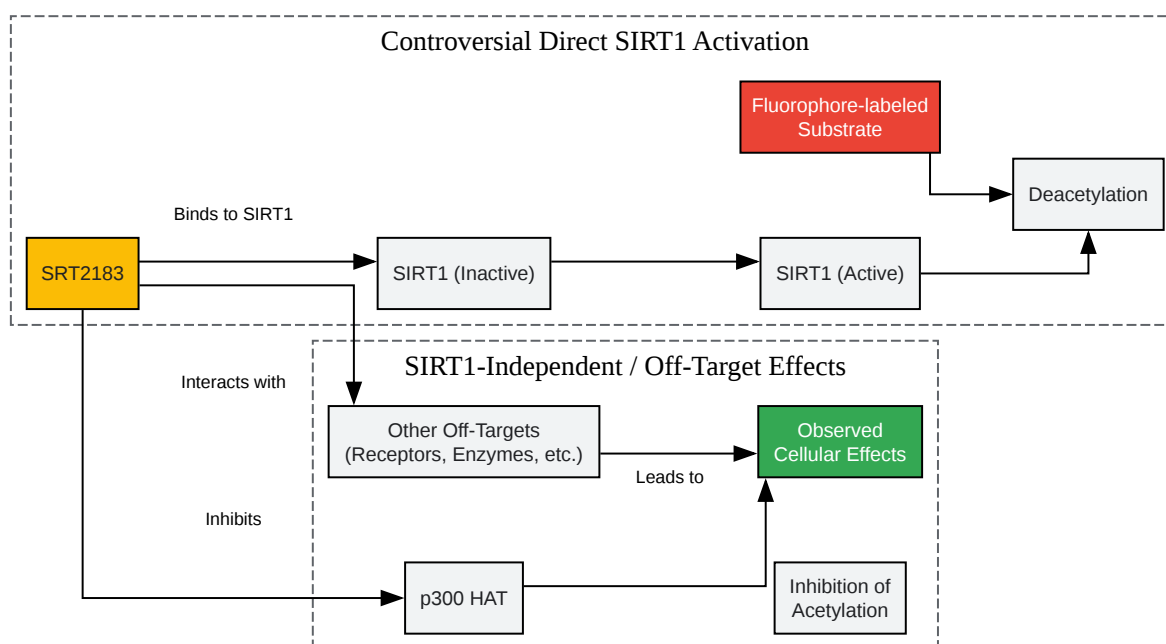 Controversial Direct SIRT1 Activation
Fluorophore-labeled
Substrate
Deacetylation
Binds to SIRT1
SRT2183
SIRT1 (Inactive)
SIRT1 (Active)
SIRT1-Independent / Off-Target Effects
Interacts with
Other Off-Targets
(Receptors, Enzymes, etc.)
Observed
Cellular Effects
Leads to
Inhibits
p300 HAT
Inhibition of
Acetylation